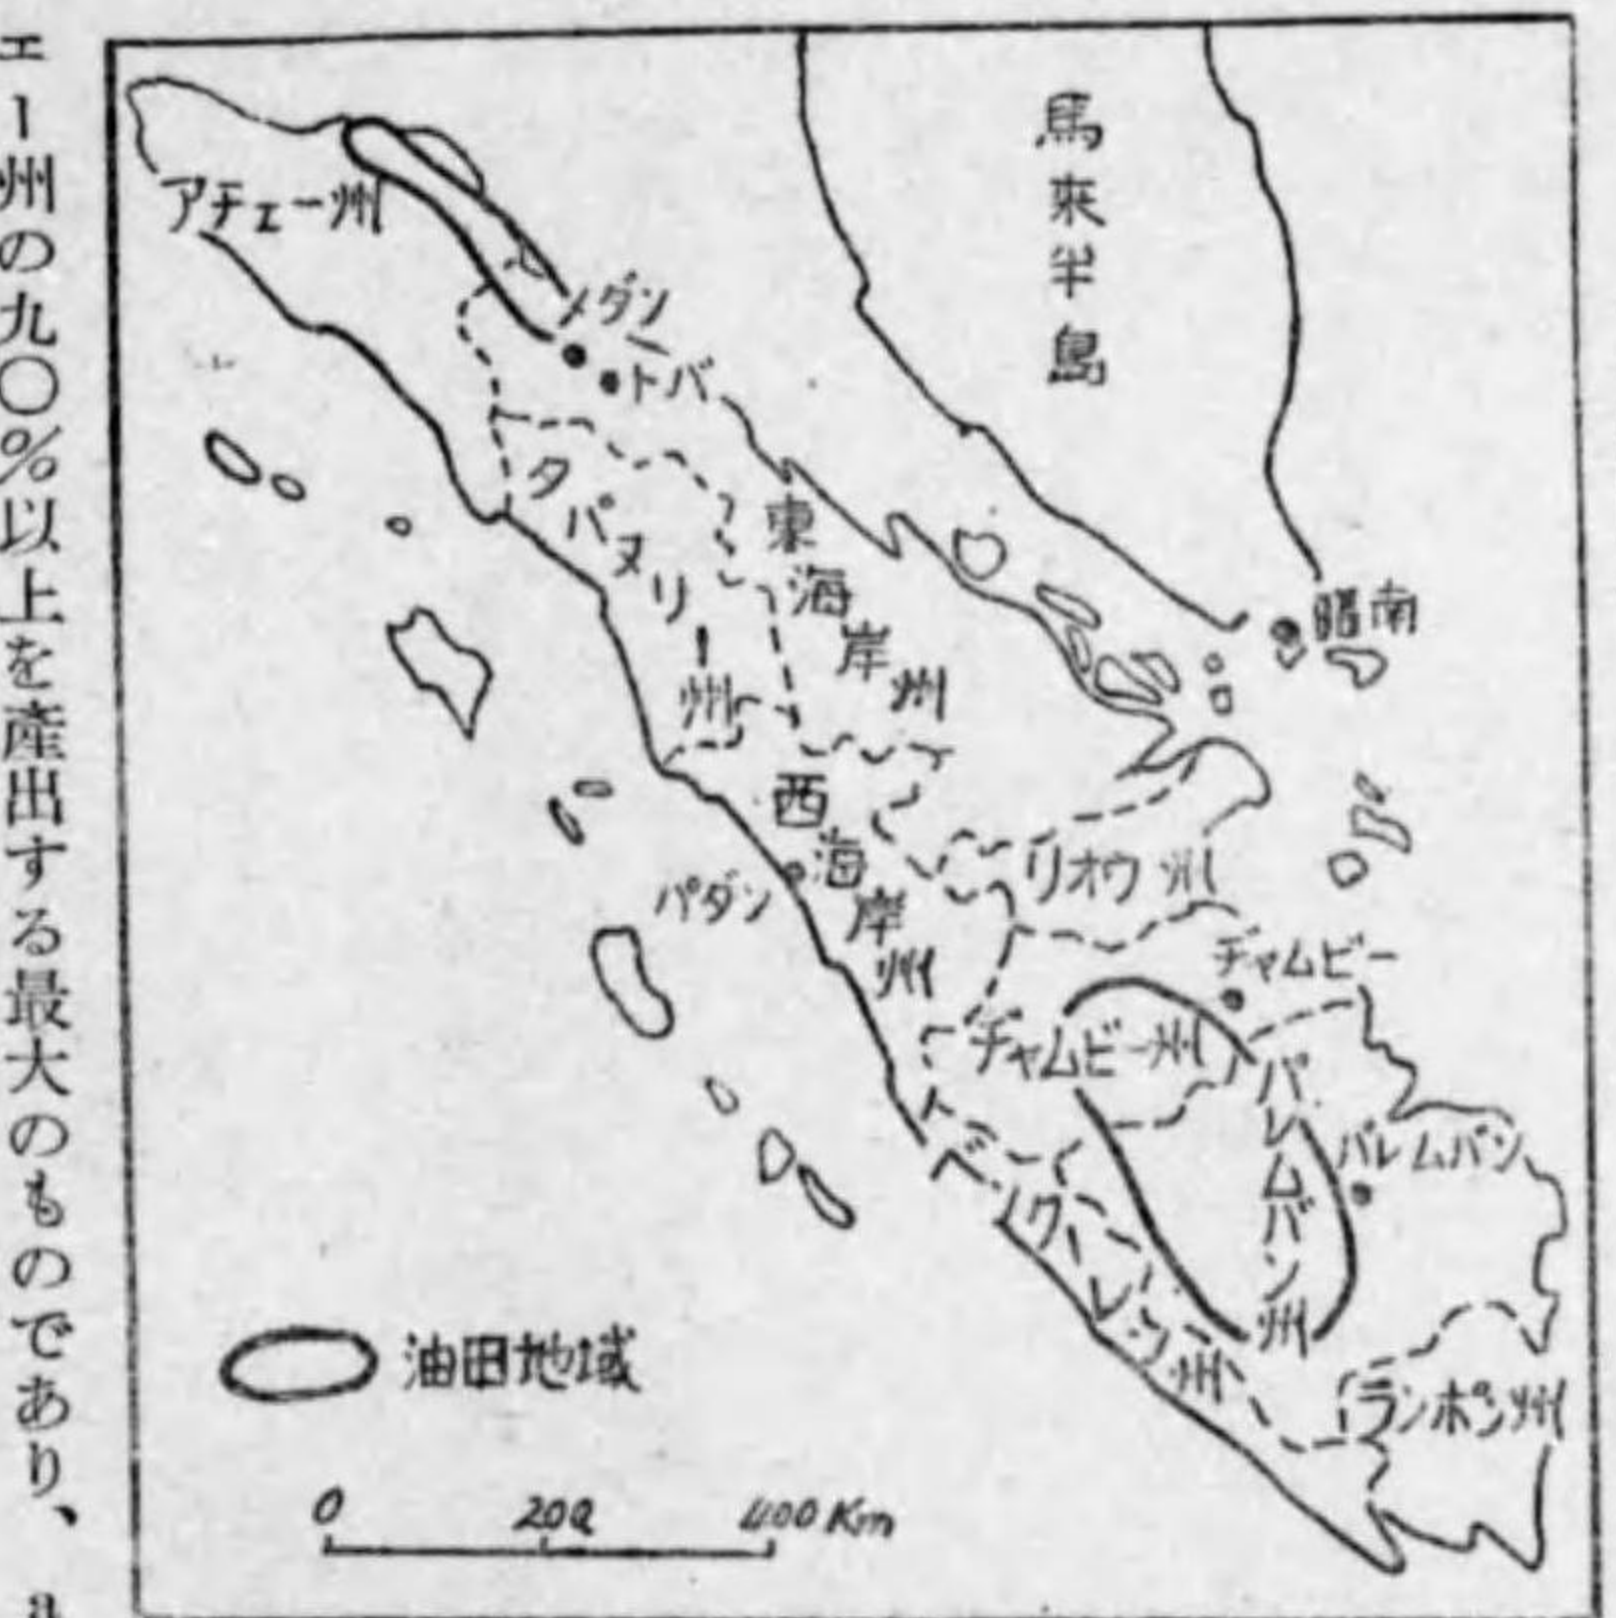 馬来半島
アチェー州
メダン
トバ
タパヌリー州
東海岸州
昭南
西海岸州
パダン
リオウ州
チャムビー
チャムビー州
パレムバン州
パレムバン
ベンクーレン州
ランポン州
油田地域
0 200 400 Km
ェー州の九〇％以上を産出する最大のものであり、a